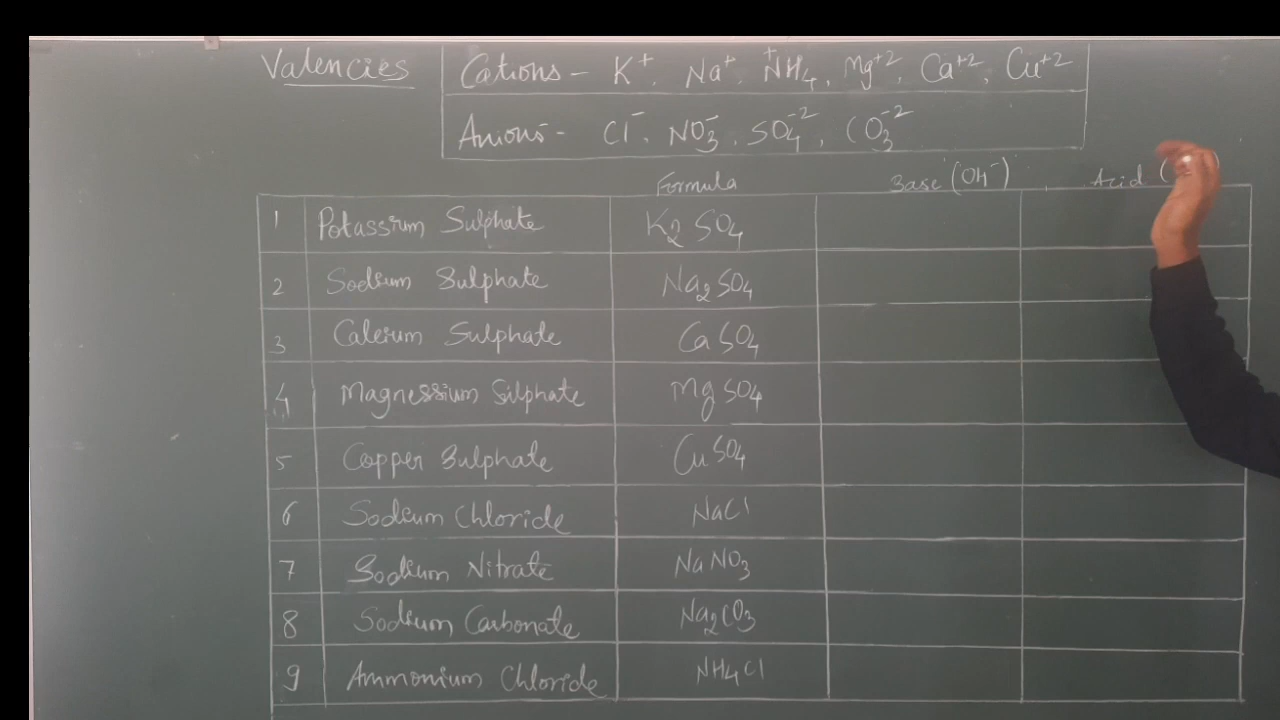 Valencies
Cations - K+, Na+, +NH4, Mg+2, Ca+2, Cu+2
Anions - Cl-, NO3-, SO4-2, CO3-2
Formula Base (OH-) Acid (
1 Potassium Sulphate K2SO4
2 Sodium Sulphate Na2SO4
3 Calcium Sulphate CaSO4
4 Magnessium Sulphate MgSO4
5 Copper Sulphate CuSO4
6 Sodium Chloride NaCl
7 Sodium Nitrate NaNO3
8 Sodium Carbonate Na2CO3
9 Ammonium Chloride NH4Cl